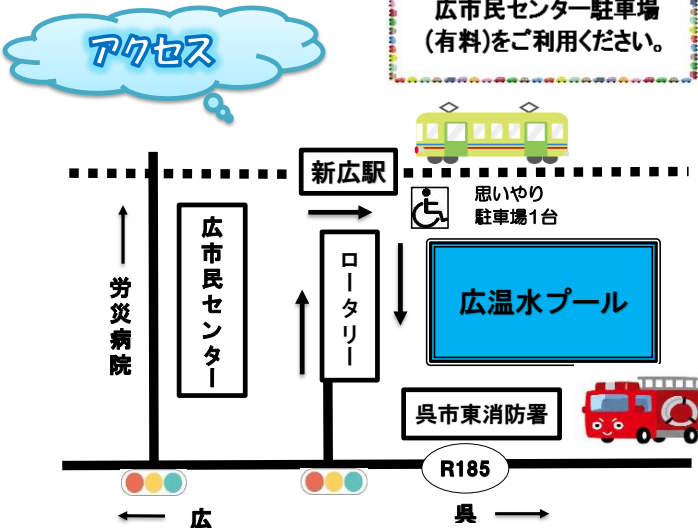 アクセス
広市民センター駐車場
(有料)をご利用ください。
新広駅
思いやり
駐車場1台
広市民センター
ロータリー
労災病院
広温水プール
呉市東消防署
R185
広
呉